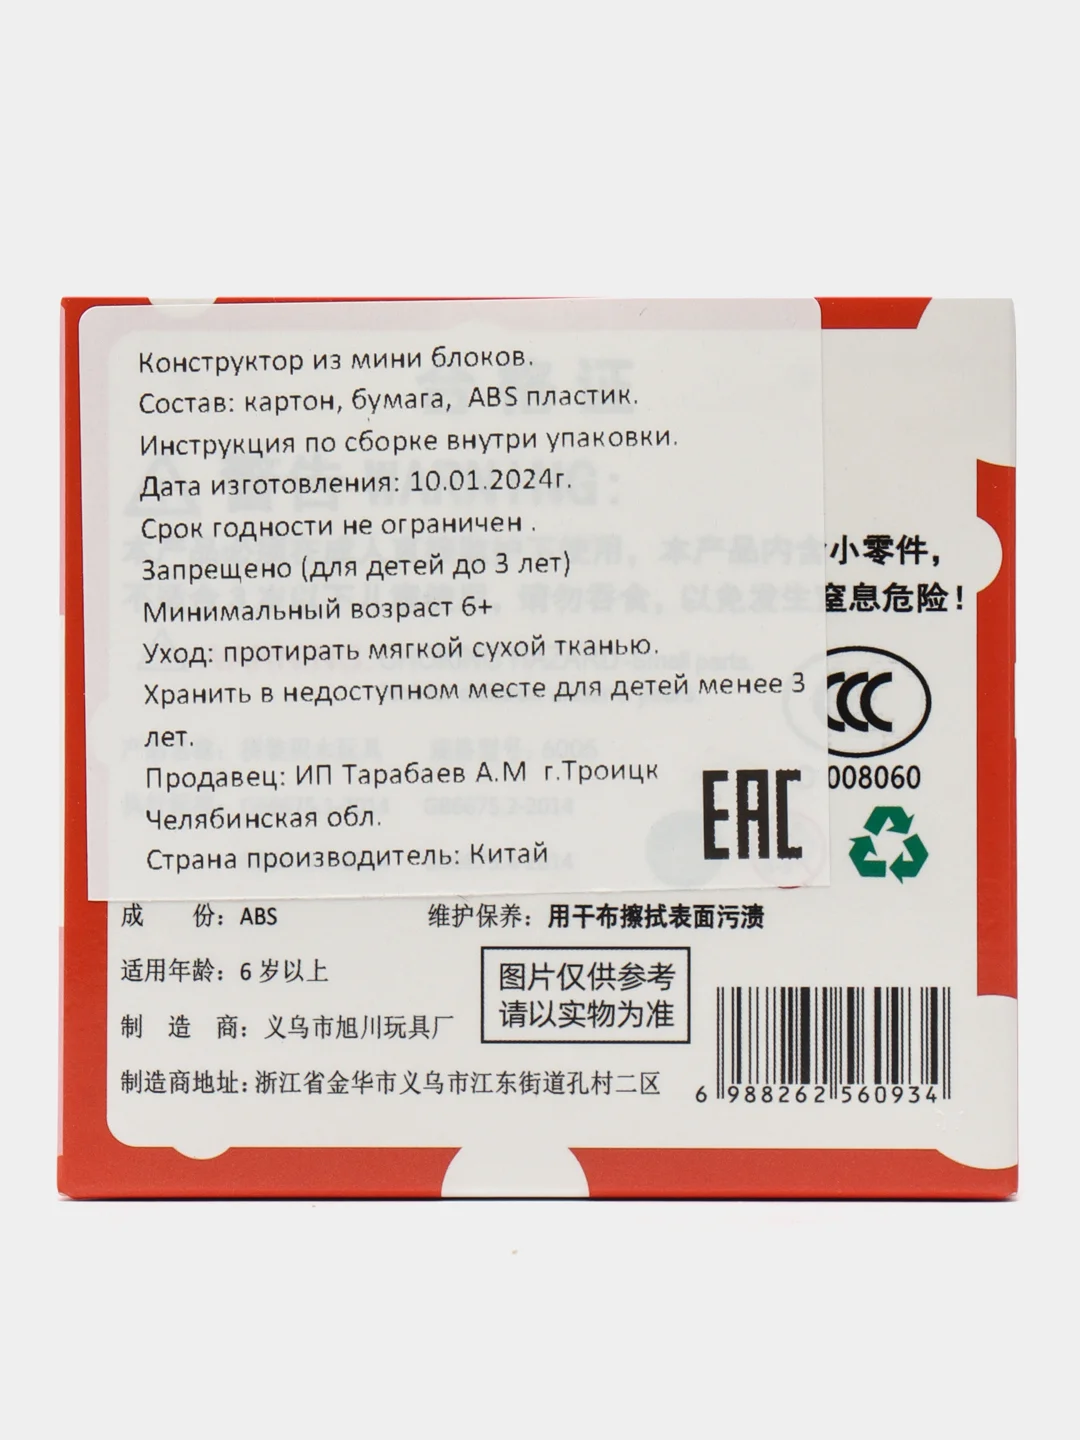 Конструктор из мини блоков.
Состав: картон, бумага, ABS пластик.
Инструкция по сборке внутри упаковки.
Дата изготовления: 10.01.2024г.
Срок годности не ограничен .
Запрещено (для детей до 3 лет)
Минимальный возраст 6+
Уход: протирать мягкой сухой тканью.
Хранить в недоступном месте для детей менее 3
лет.
Продавец: ИП Тарабаев А.М г.Троицк
Челябинская обл.
Страна производитель: Китай
EAC
小零件，
窒息危险！
CCC
008060
成 份：ABS
维护保养：用干布擦拭表面污渍
适用年龄：6 岁以上
图片仅供参考
请以实物为准
制 造 商：义乌市旭川玩具厂
制造商地址：浙江省金华市义乌市江东街道孔村二区
6 988262 560934